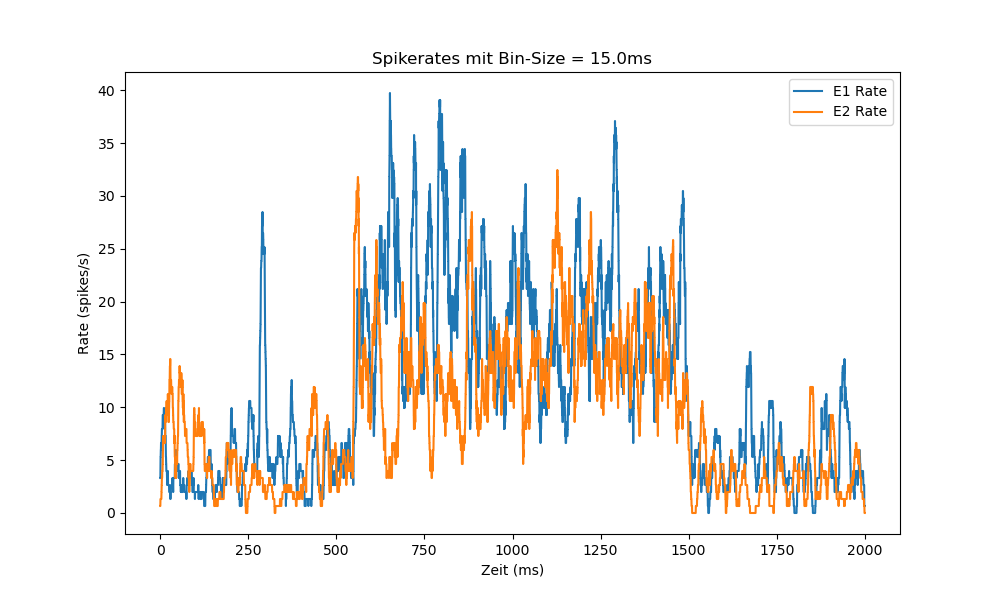 Spikerates mit Bin-Size = 15.0ms
E1 Rate
E2 Rate
40
35
30
25
20
15
10
5
0
Rate (spikes/s)
0 250 500 750 1000 1250 1500 1750 2000
Zeit (ms)